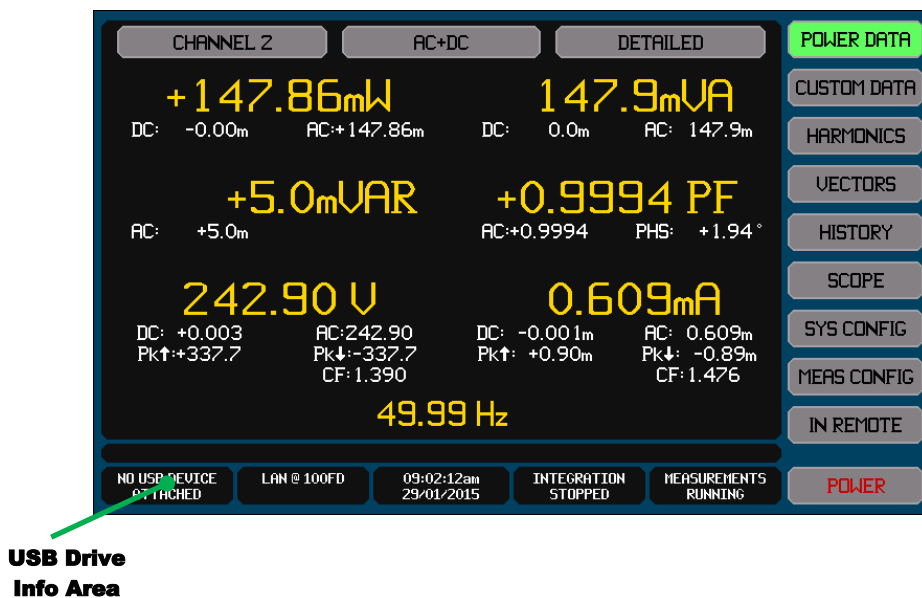 CHANNEL 2 AC+DC DETAILED POWER DATA
CUSTOM DATA
+147.86mW 147.9mVA
DC: -0.00m AC:+147.86m DC: 0.0m AC: 147.9m
HARMONICS
VECTORS
+5.0mVAR +0.9994 PF
AC: +5.0m AC:+0.9994 PHS: +1.94°
HISTORY
SCOPE
242.90 V 0.609mA
DC: +0.003 AC:242.90 DC: -0.001m AC: 0.609m
SYS CONFIG
Pk↑:+337.7 Pk↓:-337.7 Pk↑: +0.90m Pk↓: -0.89m
CF:1.390 CF:1.476
MEAS CONFIG
49.99 Hz
IN REMOTE
NO USB DEVICE ATTACHED
LAN @ 100FD
09:02:12am
29/01/2015
INTEGRATION
STOPPED
MEASUREMENTS
RUNNING
POWER
USB Drive
Info Area